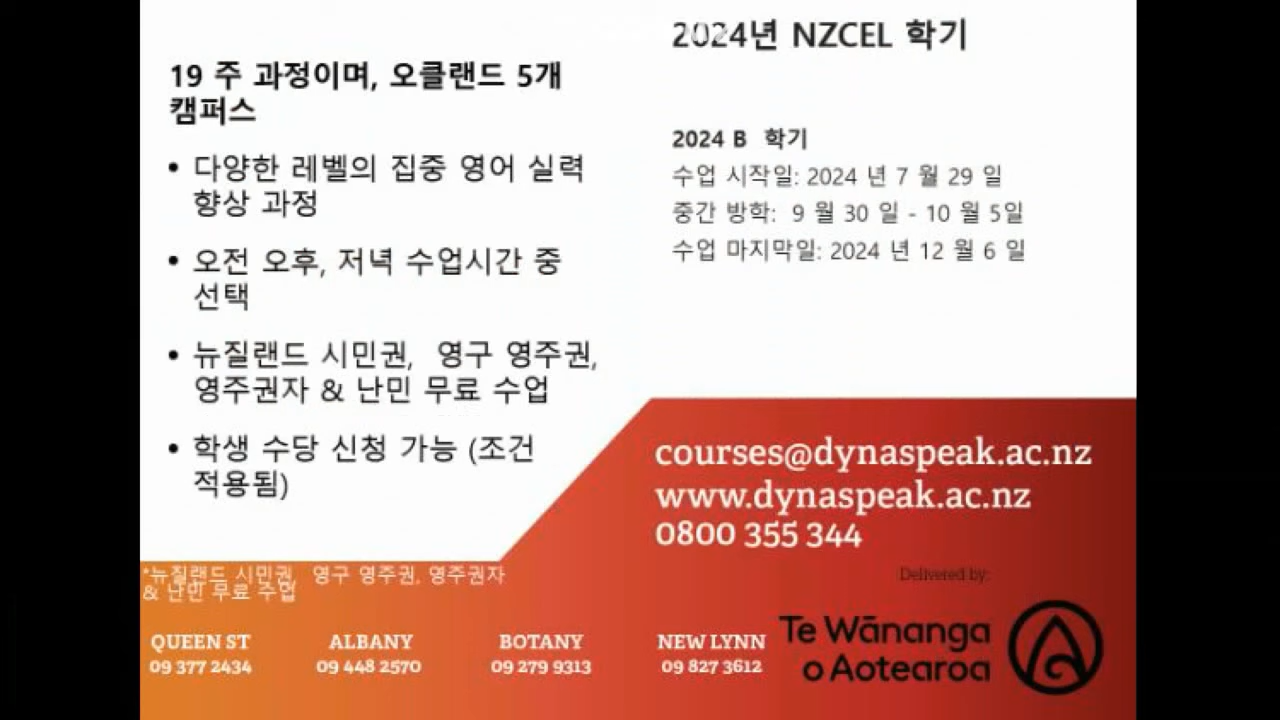 19 주 과정이며, 오클랜드 5개
캠퍼스
• 다양한 레벨의 집중 영어 실력
향상 과정
• 오전 오후, 저녁 수업시간 중
선택
• 뉴질랜드 시민권, 영구 영주권,
영주권자 & 난민 무료 수업
• 학생 수당 신청 가능 (조건
적용됨)
2024년 NZCEL 학기
2024 B 학기
수업 시작일: 2024 년 7 월 29 일
중간 방학: 9 월 30 일 - 10 월 5일
수업 마지막일: 2024 년 12 월 6 일
courses@dynaspeak.ac.nz
www.dynaspeak.ac.nz
0800 355 344
*뉴질랜드 시민권, 영구 영주권, 영주권자
& 난민 무료 수업
QUEEN ST
09 377 2434
ALBANY
09 448 2570
BOTANY
09 279 9313
NEW LYNN
09 827 3612
Delivered by:
Te Wānanga
o Aotearoa